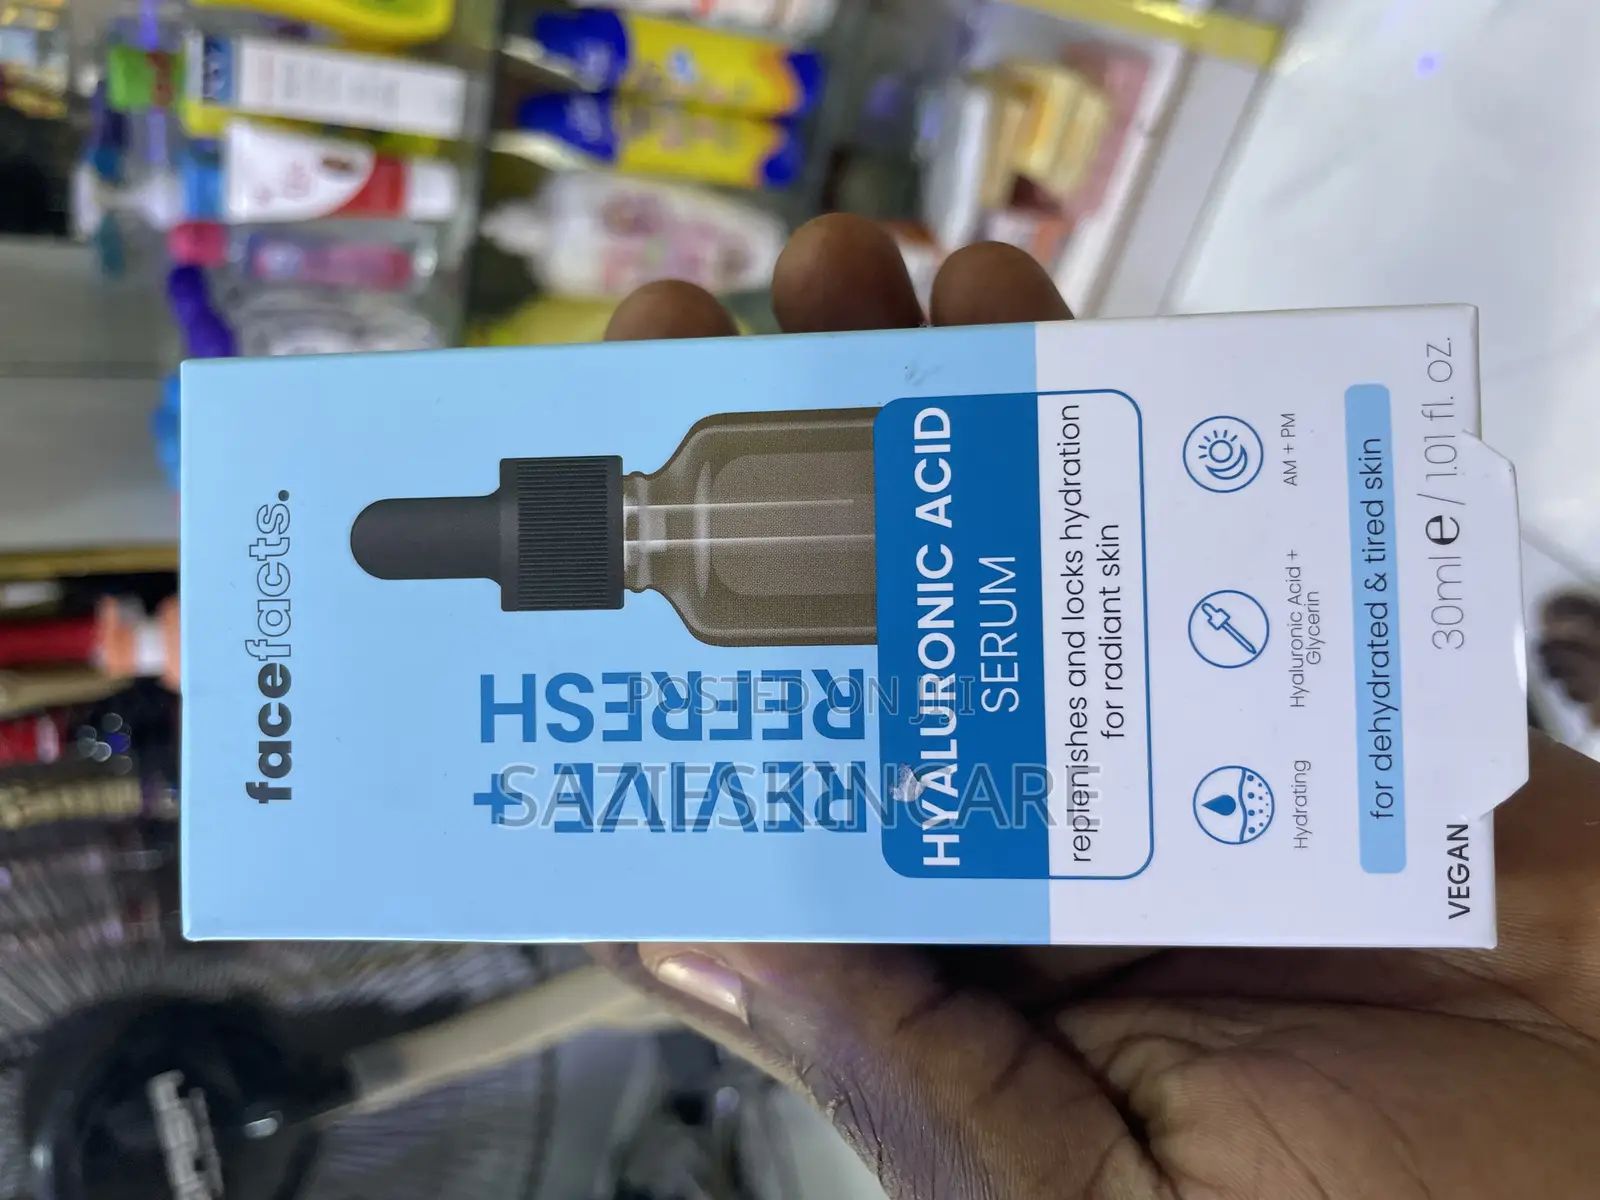 facefacts.
REVIVE +
REFRESH
HYALURONIC ACID
SERUM
replenishes and locks hydration
for radiant skin
Hydrating
Hyaluronic Acid +
Glycerin
AM + PM
for dehydrated & tired skin
VEGAN
30ml e / 1.01 fl. oz.
POSTED ON JIJI
SAZIESKINCARE